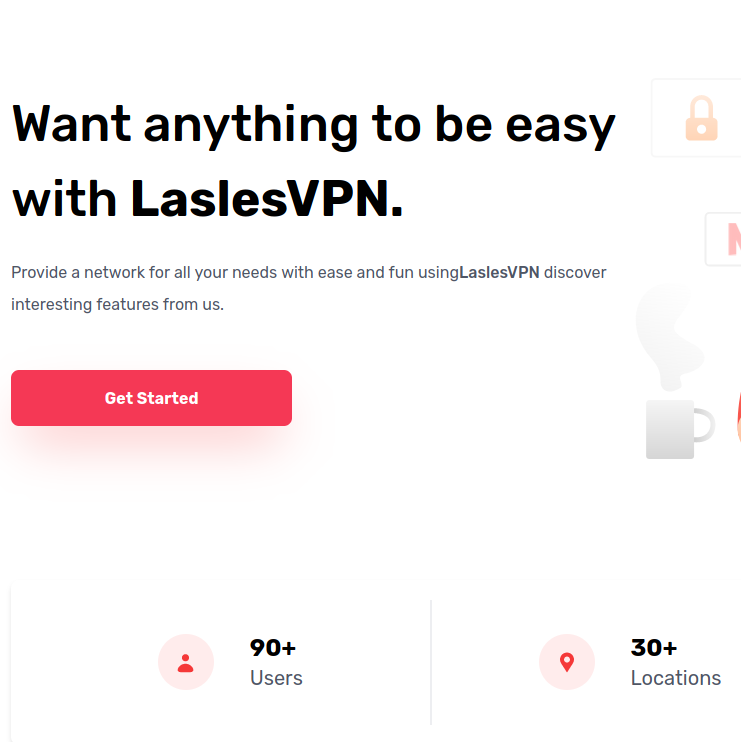 Want anything to be easy
with LaslesVPN.
Provide a network for all your needs with ease and fun usingLaslesVPN discover
interesting features from us.
Get Started
90+
Users
30+
Locations